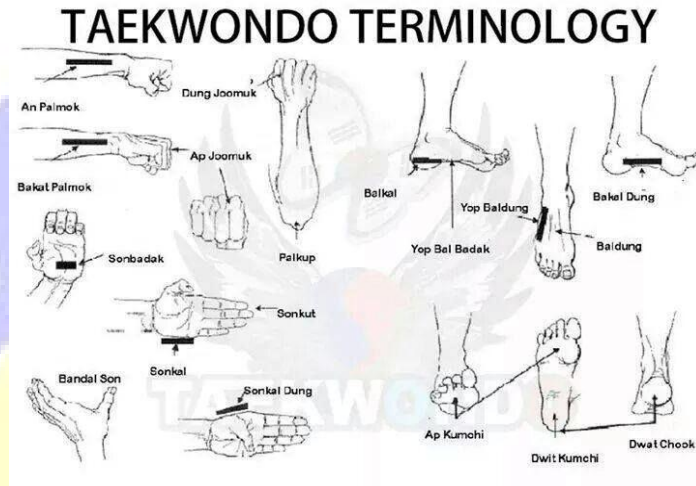 TAEKWONDO TERMINOLOGY
An Palmok
Dung Joomuk
Bakat Palmok
Ap Joomuk
Sonbadak
Palkup
Sonkut
Sonkal
Bandal Son
Sonkal Dung
Balkal
Yop Baldung
Bakal Dung
Yop Bal Badak
Baldung
Ap Kumchi
Dwit Kumchi
Dwat Chook
TAEKWONDO